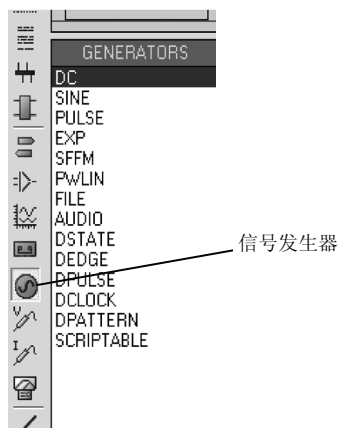 GENERATORS
DC
SINE
PULSE
EXP
SFFM
PWLIN
FILE
AUDIO
DSTATE
信号发生器
DEDGE
DPULSE
DCLOCK
DPATTERN
SCRIPTABLE